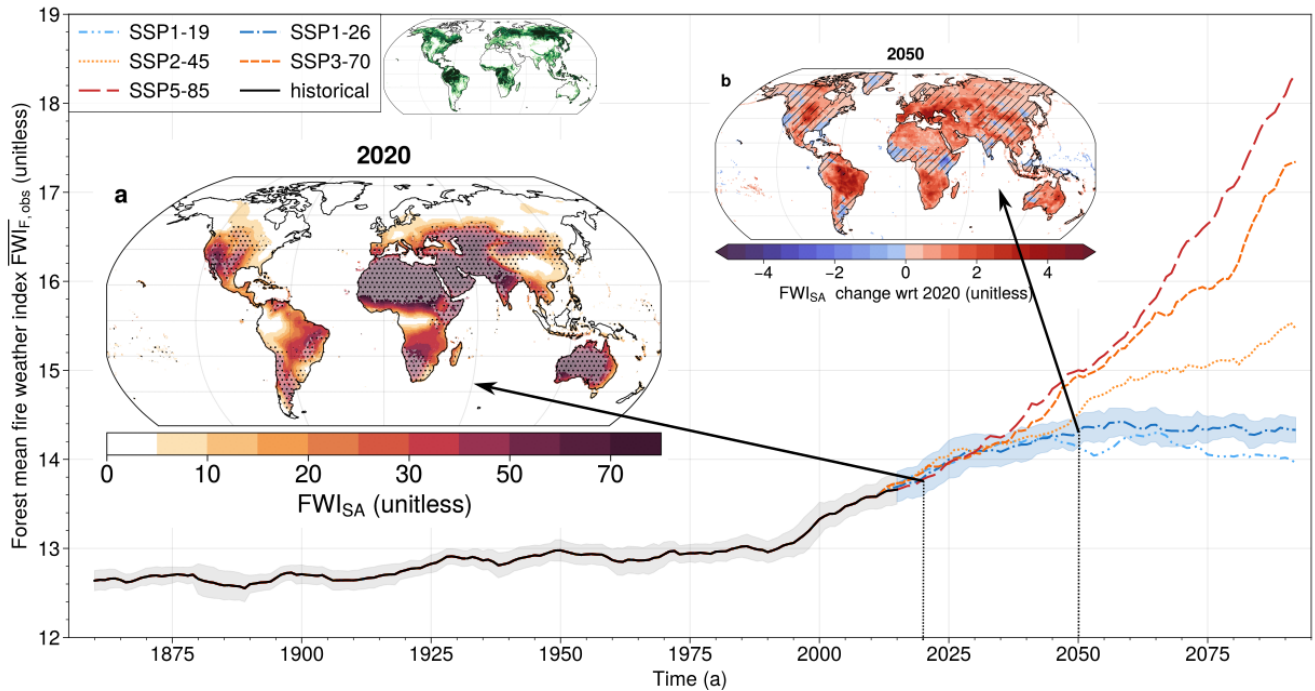 19
18
17
16
15
14
13
12
Forest mean fire weather index FWI_F,obs (unitless)
SSP1-19
SSP1-26
SSP2-45
SSP3-70
SSP5-85
historical
2020
a
0 10 20 30 50 70
FWI_SA (unitless)
2050
b
−4 −2 0 2 4
FWI_SA change wrt 2020 (unitless)
1875 1900 1925 1950 1975 2000 2025 2050 2075
Time (a)